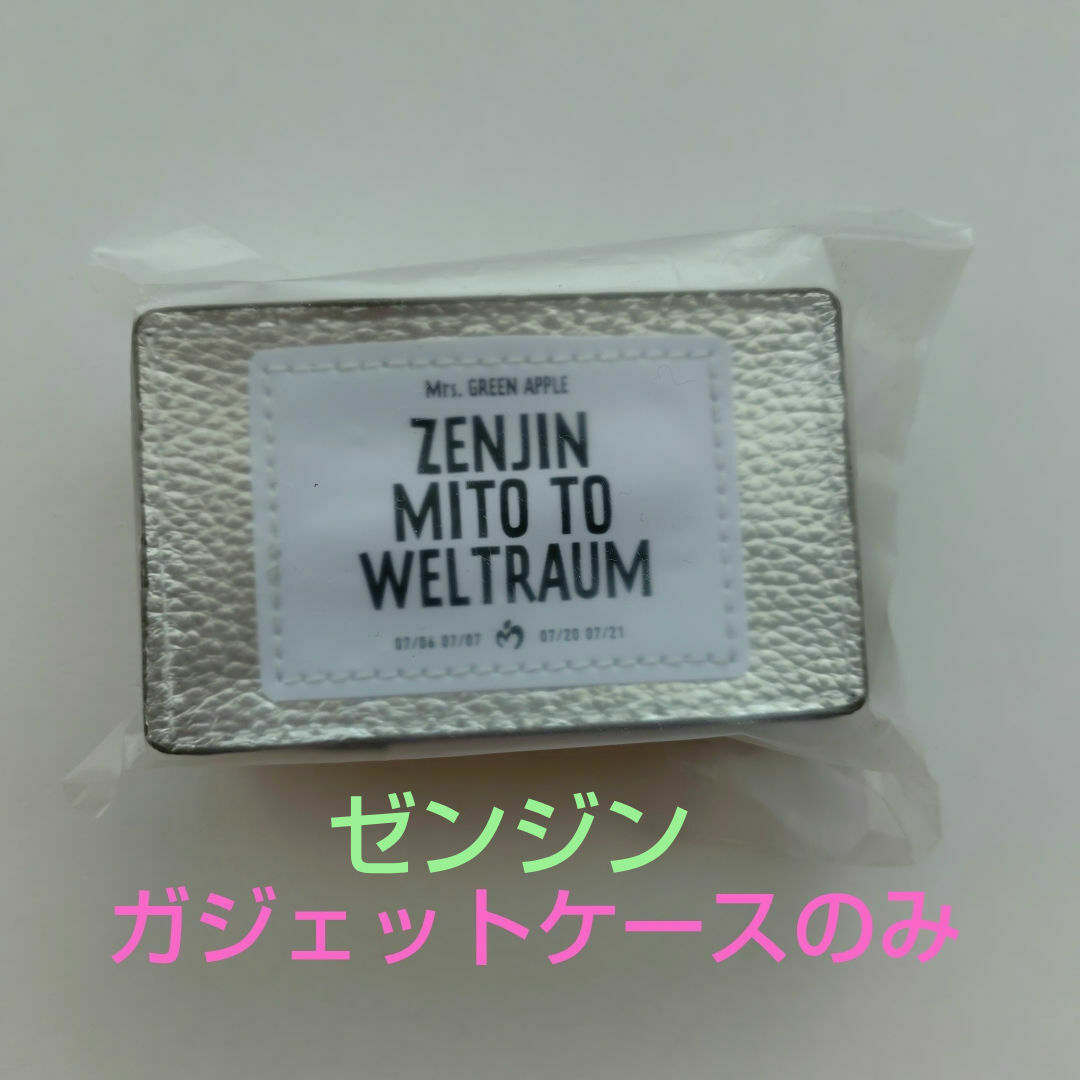 Mrs. GREEN APPLE
ZENJIN
MITO TO
WELTRAUM
07/06 07/07 07/20 07/21
ゼンジン
ガジェットケースのみ